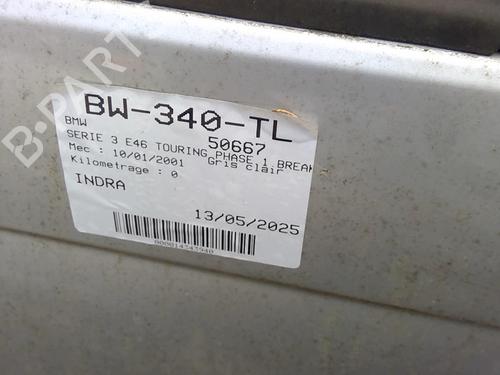 B-PART
BW-340-TL
BMW 50667
SERIE 3 E46 TOURING PHASE 1 BREAK
Mec : 10/01/2001 Gris clair
Kilometrage : 0
INDRA
13/05/2025